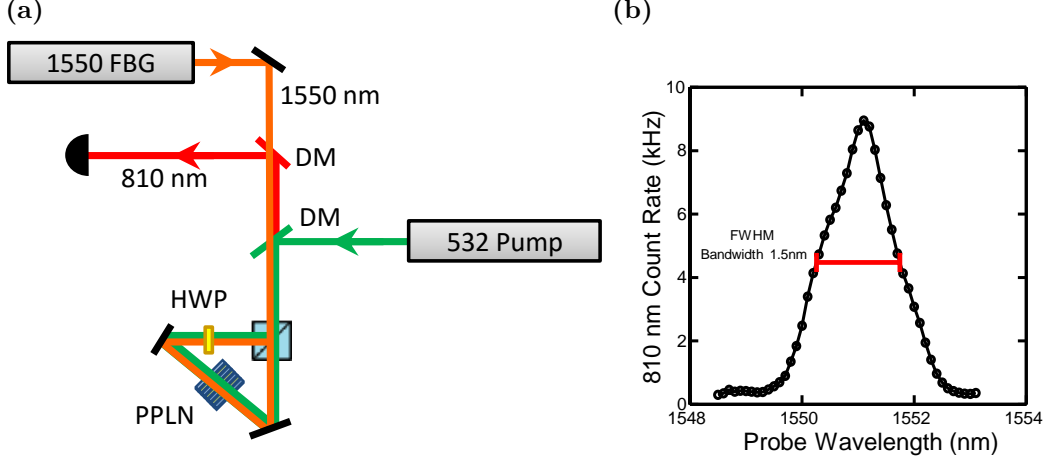 (a)
1550 FBG
1550 nm
DM
810 nm
DM
532 Pump
HWP
PPLN
(b)
10
8
6
4
2
0
1548
1550
1552
1554
810 nm Count Rate (kHz)
Probe Wavelength (nm)
FWHM
Bandwidth 1.5nm